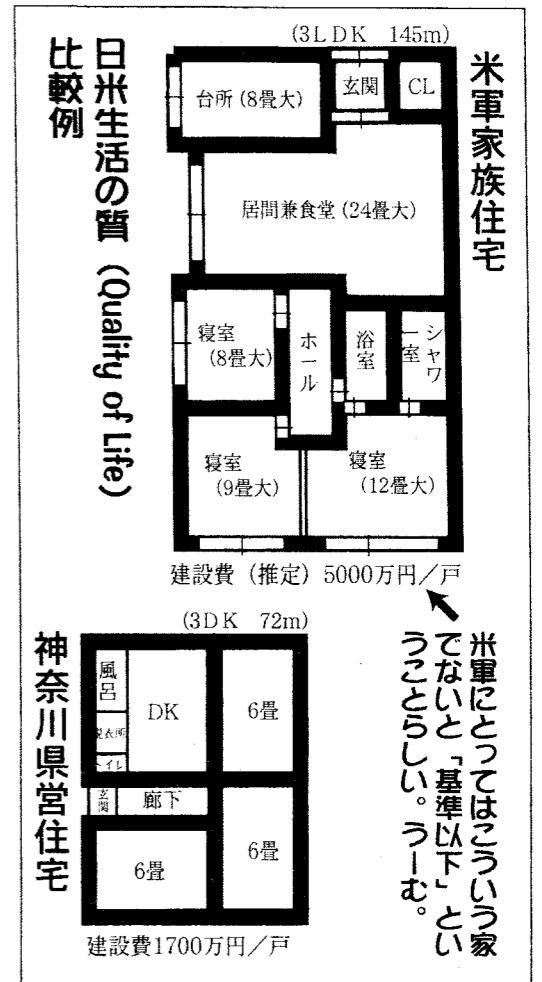 日米生活の質(Quality of Life)
比較例
米軍家族住宅
(3LDK 145m)
台所(8畳大)
玄関
CL
居間兼食堂(24畳大)
寝室
(8畳大)
ホール
浴室
シャワ
ー室
寝室
(9畳大)
寝室
(12畳大)
建設費(推定)5000万円/戸
米軍にとってはこういう家
でないと「基準以下」とい
うことらしい。うーむ。
神奈川県営住宅
(3DK 72m)
風呂
脱衣所
トイレ
DK
6畳
玄関
廊下
6畳
6畳
建設費1700万円/戸